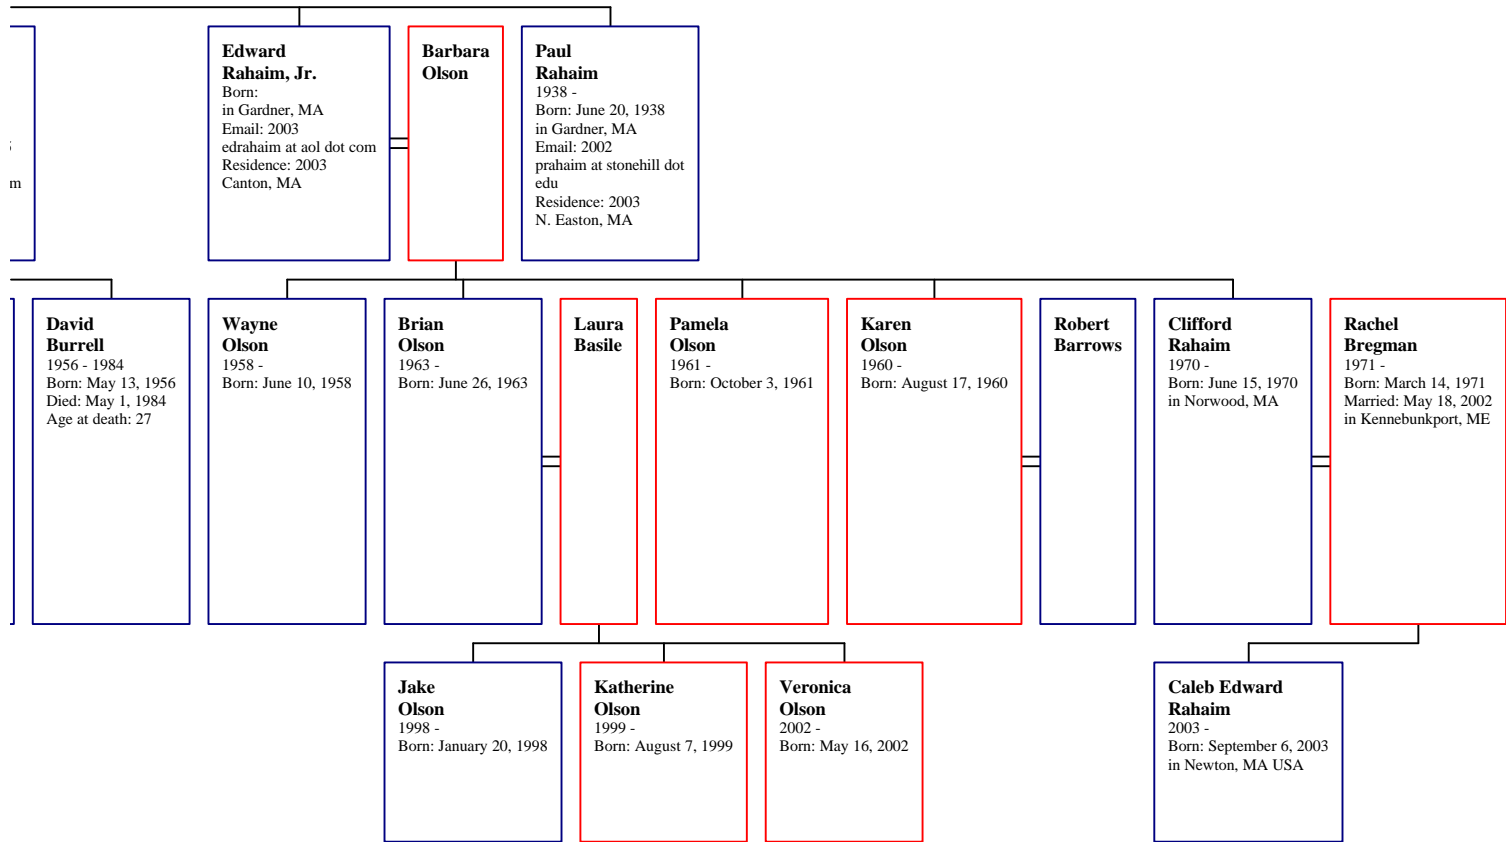 Edward
Rahaim, Jr.
Born:
in Gardner, MA
Email: 2003
edrahaim at aol dot com
Residence: 2003
Canton, MA
Barbara
Olson
Paul
Rahaim
1938 -
Born: June 20, 1938
in Gardner, MA
Email: 2002
prahaim at stonehill dot
edu
Residence: 2003
N. Easton, MA
m
David
Burrell
1956 - 1984
Born: May 13, 1956
Died: May 1, 1984
Age at death: 27
Wayne
Olson
1958 -
Born: June 10, 1958
Brian
Olson
1963 -
Born: June 26, 1963
Laura
Basile
Pamela
Olson
1961 -
Born: October 3, 1961
Karen
Olson
1960 -
Born: August 17, 1960
Robert
Barrows
Clifford
Rahaim
1970 -
Born: June 15, 1970
in Norwood, MA
Rachel
Bregman
1971 -
Born: March 14, 1971
Married: May 18, 2002
in Kennebunkport, ME
Jake
Olson
1998 -
Born: January 20, 1998
Katherine
Olson
1999 -
Born: August 7, 1999
Veronica
Olson
2002 -
Born: May 16, 2002
Caleb Edward
Rahaim
2003 -
Born: September 6, 2003
in Newton, MA USA